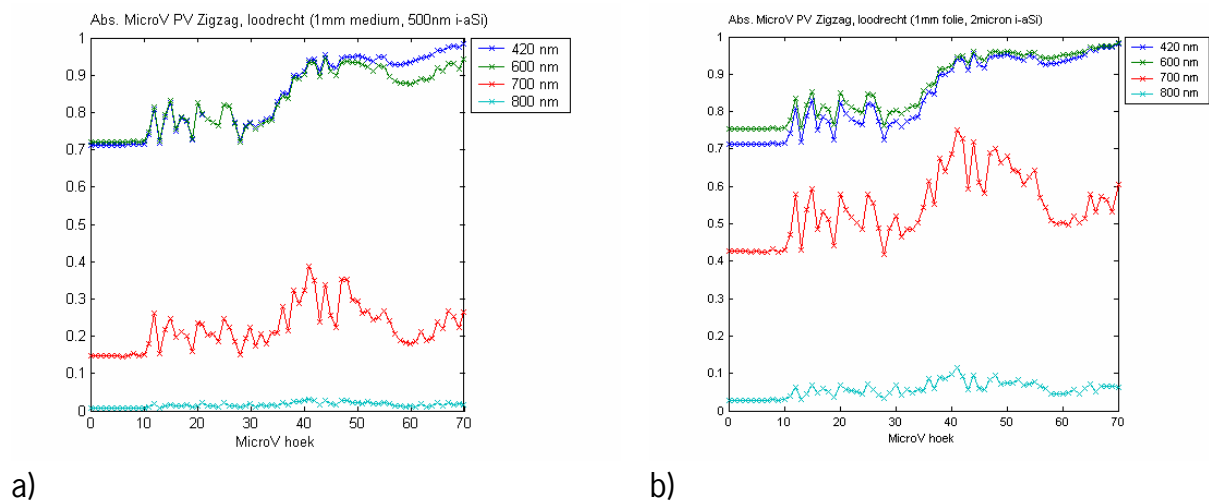 Abs. MicroV PV Zigzag, loodrecht (1mm medium, 500nm i-aSi)
1
0.9
0.8
0.7
0.6
0.5
0.4
0.3
0.2
0.1
0
0 10 20 30 40 50 60 70
MicroV hoek
420 nm
600 nm
700 nm
800 nm
a)
Abs. MicroV PV Zigzag, loodrecht (1mm folie, 2micron i-aSi)
1
0.9
0.8
0.7
0.6
0.5
0.4
0.3
0.2
0.1
0
0 10 20 30 40 50 60 70
MicroV hoek
420 nm
600 nm
700 nm
800 nm
b)